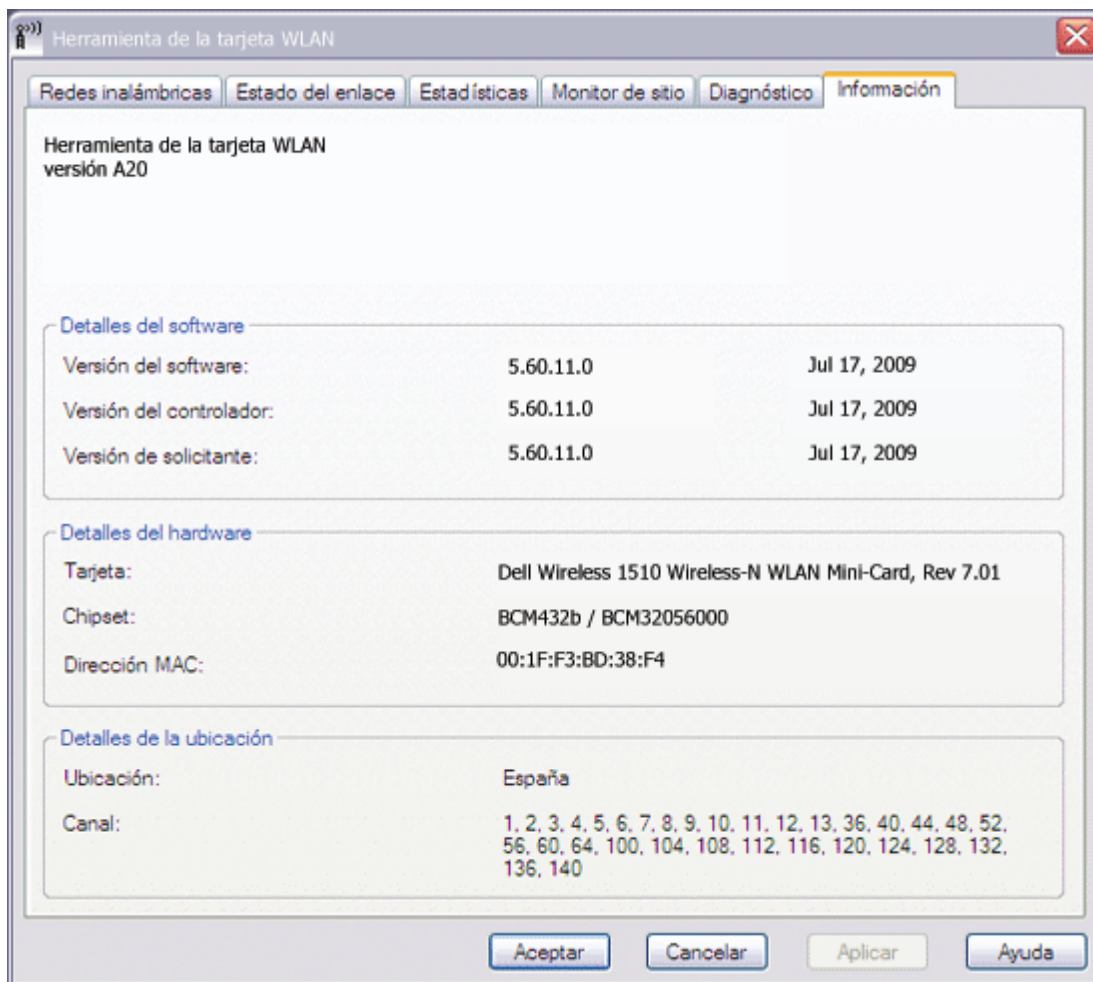 Herramienta de la tarjeta WLAN
Redes inalámbricas Estado del enlace Estadísticas Monitor de sitio Diagnóstico Información
Herramienta de la tarjeta WLAN
versión A20
Detalles del software
Versión del software: 5.60.11.0 Jul 17, 2009
Versión del controlador: 5.60.11.0 Jul 17, 2009
Versión de solicitante: 5.60.11.0 Jul 17, 2009
Detalles del hardware
Tarjeta: Dell Wireless 1510 Wireless-N WLAN Mini-Card, Rev 7.01
Chipset: BCM432b / BCM32056000
Dirección MAC: 00:1F:F3:BD:38:F4
Detalles de la ubicación
Ubicación: España
Canal: 1, 2, 3, 4, 5, 6, 7, 8, 9, 10, 11, 12, 13, 36, 40, 44, 48, 52,
56, 60, 64, 100, 104, 108, 112, 116, 120, 124, 128, 132,
136, 140
Aceptar Cancelar Aplicar Ayuda